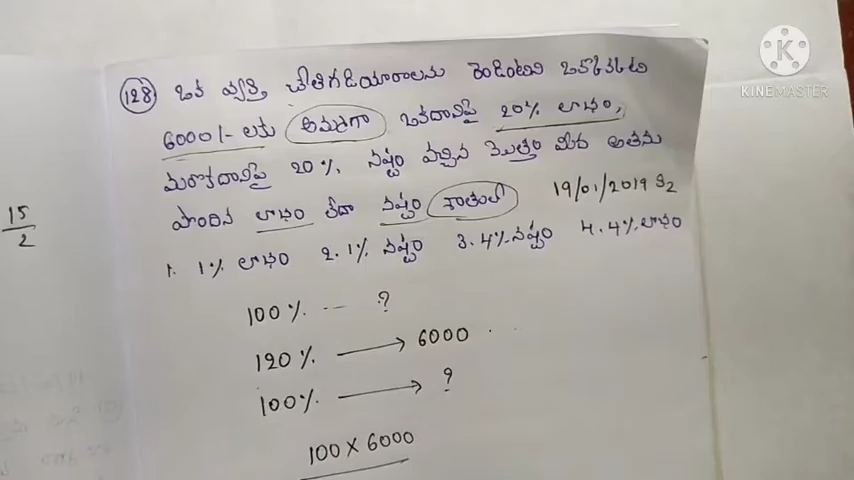 KINEMASTER
128 ఒక వ్యక్తి చేతిగడియారాలను రెండింటిని ఒక్కొక్కటి
6000/- లకు అమ్మగా ఒకదానిపై 20% లాభం,
మరొకదానిపై 20%. నష్టం వచ్చిన మొత్తం మీద అతను
పొందిన లాభం లేదా నష్టం శాతం 19/01/2019 S2
1. 1% లాభం 2. 1% నష్టం 3. 4% నష్టం 4. 4% లాభం
15
2
100% --- ?
120% → 6000
100% → ?
100 X 6000